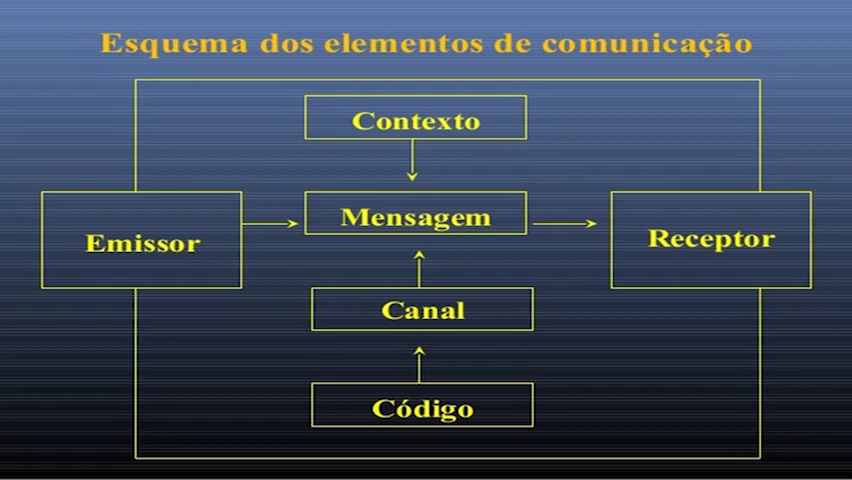 Esquema dos elementos de comunicação
Contexto
Emissor
Mensagem
Receptor
Canal
Código